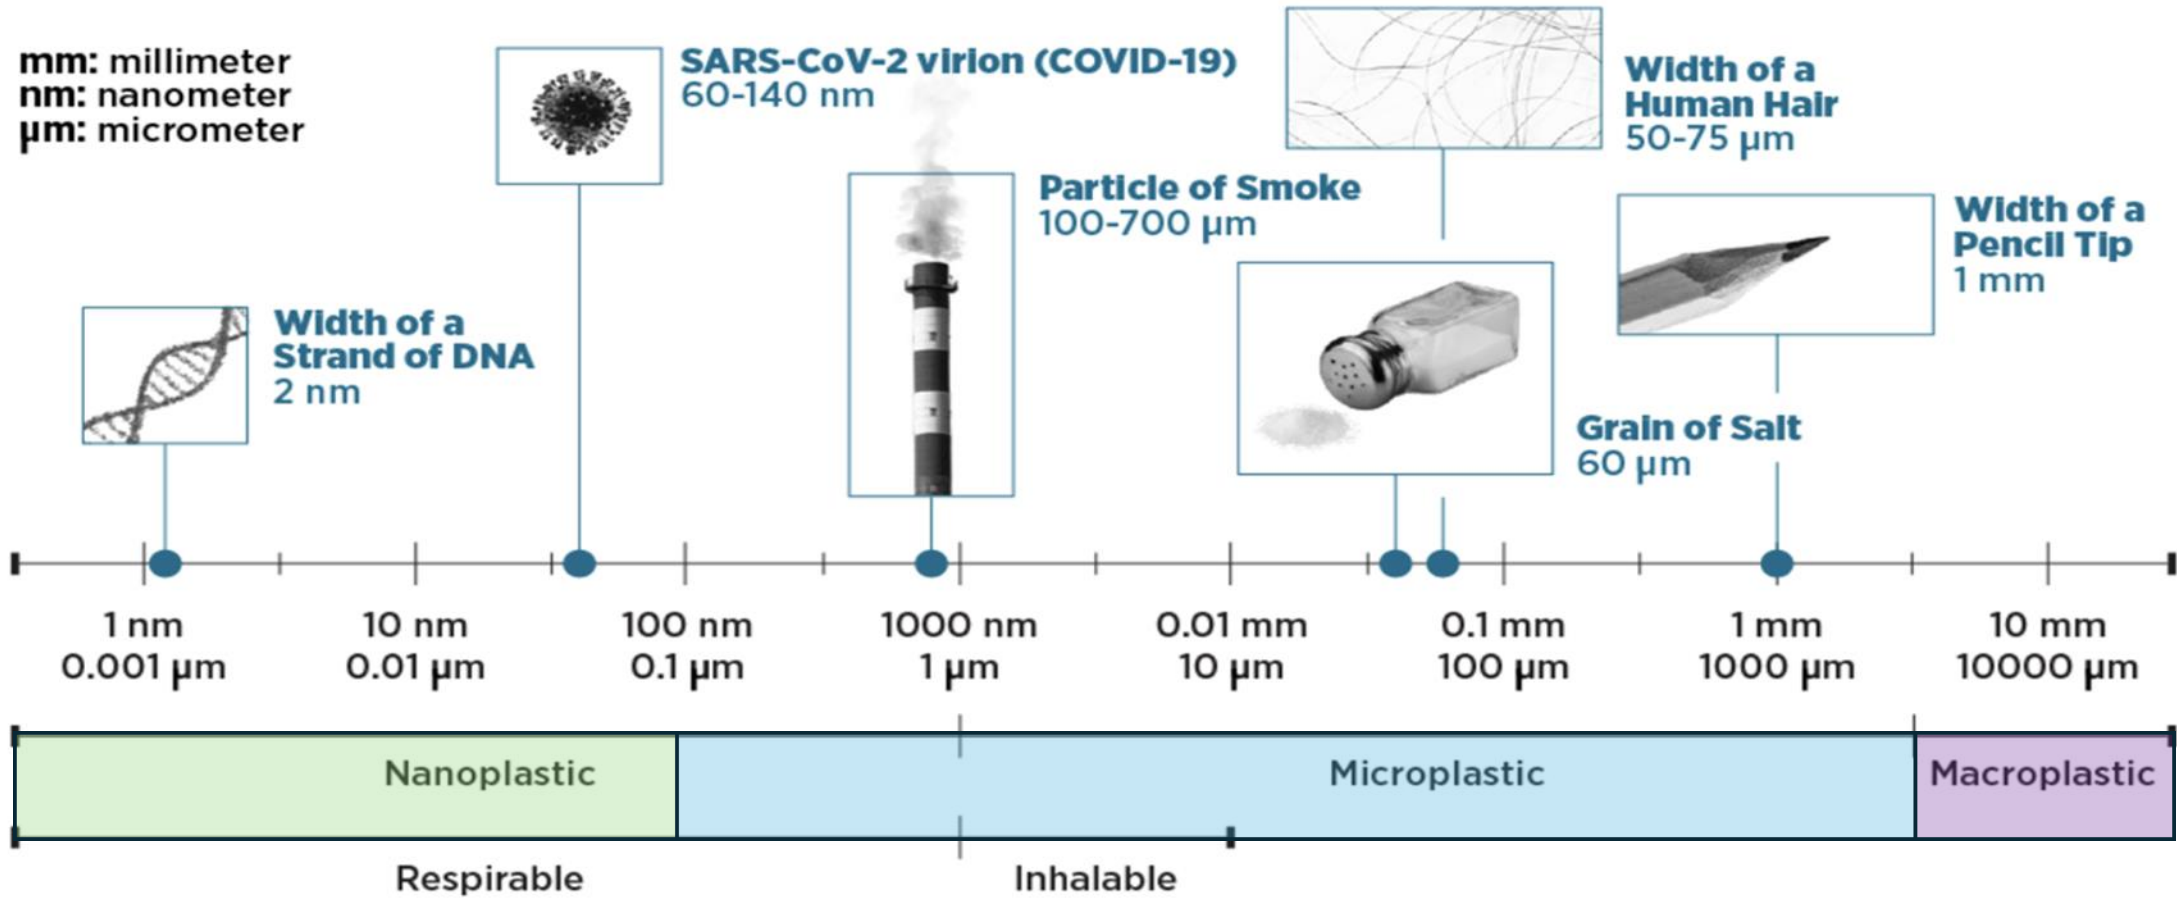 mm: millimeter
nm: nanometer
μm: micrometer
SARS-CoV-2 virion (COVID-19)
60-140 nm
Width of a
Human Hair
50-75 μm
Particle of Smoke
100-700 μm
Width of a
Pencil Tip
1 mm
Width of a
Strand of DNA
2 nm
Grain of Salt
60 μm
1 nm 10 nm 100 nm 1000 nm 0.01 mm 0.1 mm 1 mm 10 mm
0.001 μm 0.01 μm 0.1 μm 1 μm 10 μm 100 μm 1000 μm 10000 μm
Nanoplastic Microplastic Macroplastic
Respirable Inhalable